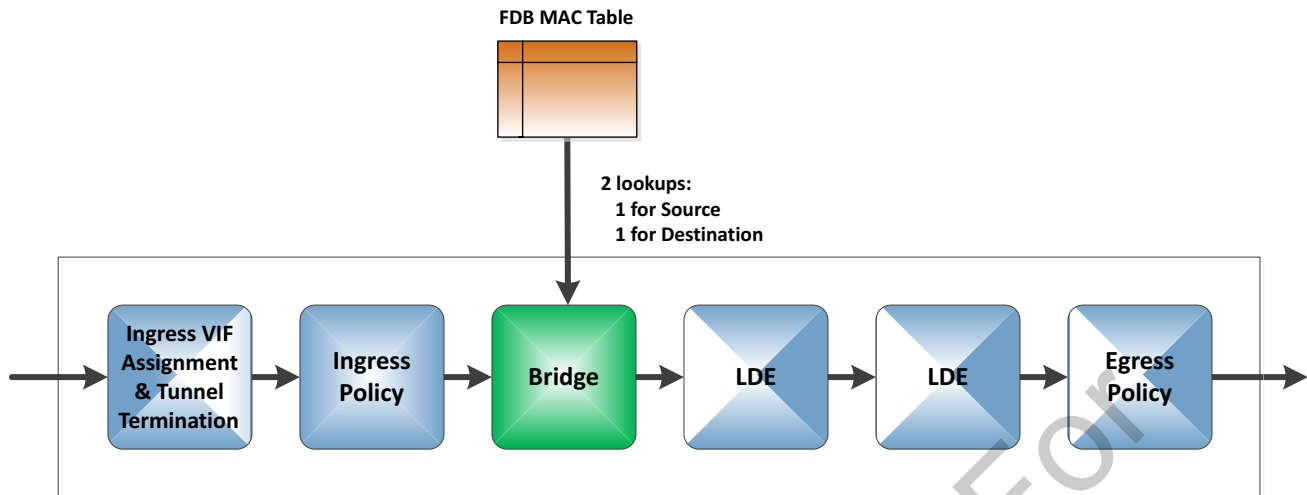 FDB MAC Table
2 lookups:
1 for Source
1 for Destination
Ingress VIF
Assignment
& Tunnel
Termination
Ingress
Policy
Bridge
LDE
LDE
Egress
Policy
For